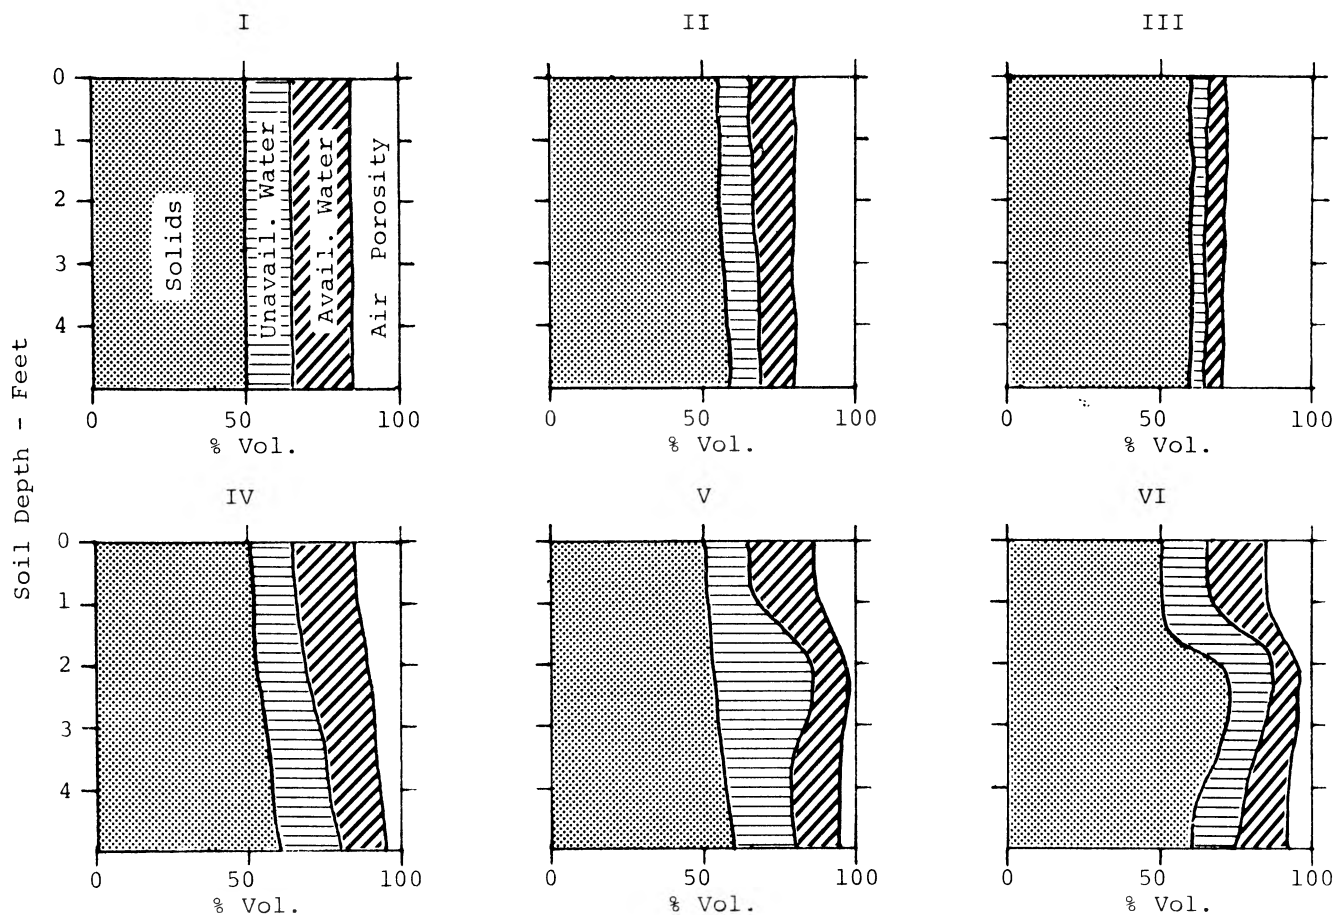 I
II
III
0
1
2
3
4
Solids
Unavail. Water
Avail. Water
Air Porosity
0 50 100
% Vol.
0 50 100
% Vol.
0 50 100
% Vol.
Soil Depth - Feet
IV
V
VI
0
1
2
3
4
0 50 100
% Vol.
0 50 100
% Vol.
0 50 100
% Vol.